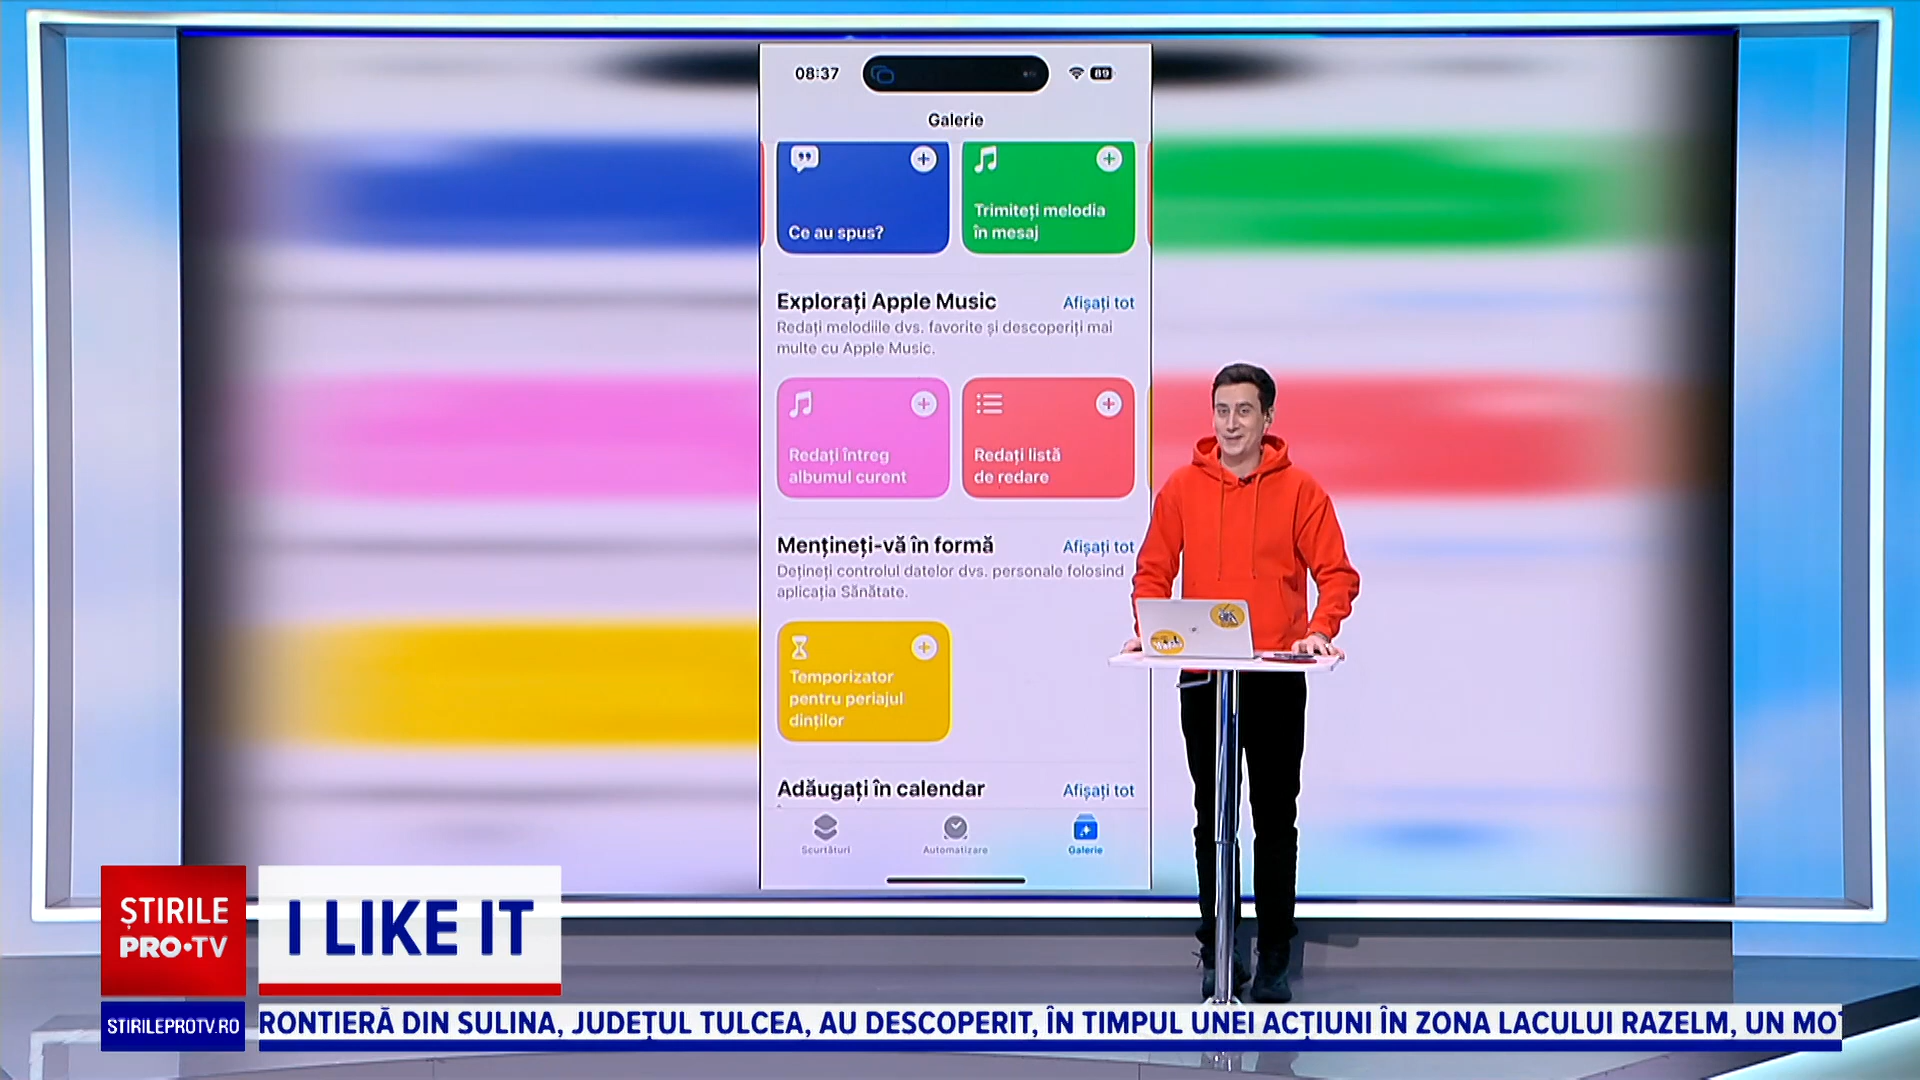 08:37
89
Galerie
Ce au spus?
Trimiteți melodia
în mesaj
Explorați Apple Music
Afișați tot
Redați melodiile dvs. favorite și descoperiți mai
multe cu Apple Music.
Redați întreg
albumul curent
Redați listă
de redare
Mențineți-vă în formă
Afișați tot
Dețineți controlul datelor dvs. personale folosind
aplicația Sănătate.
Temporizator
pentru periajul
dinților
Adăugați în calendar
Afișați tot
Scurtături
Automatizare
Galerie
ȘTIRILE
PRO•TV
I LIKE IT
STIRILEPROTV.RO
RONTIERĂ DIN SULINA, JUDEȚUL TULCEA, AU DESCOPERIT, ÎN TIMPUL UNEI ACȚIUNI ÎN ZONA LACULUI RAZELM, UN MO